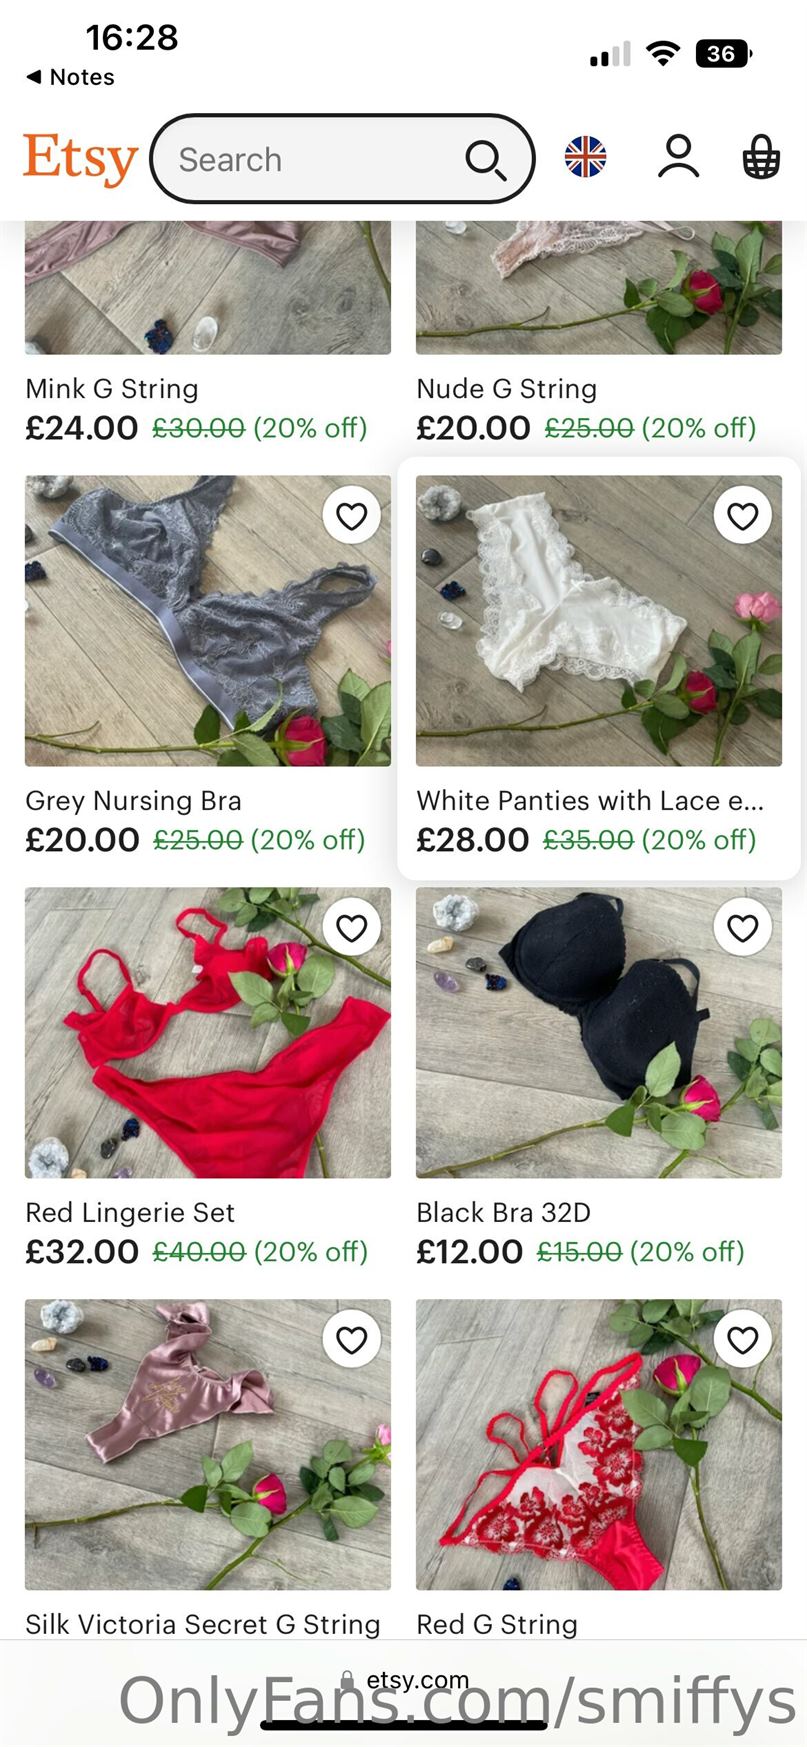 16:28
36
◀ Notes
Etsy
Search
Mink G String
£24.00 £30.00 (20% off)
Nude G String
£20.00 £25.00 (20% off)
Grey Nursing Bra
£20.00 £25.00 (20% off)
White Panties with Lace e...
£28.00 £35.00 (20% off)
Red Lingerie Set
£32.00 £40.00 (20% off)
Black Bra 32D
£12.00 £15.00 (20% off)
Silk Victoria Secret G String
Red G String
etsy.com
OnlyFans.com/smiffys